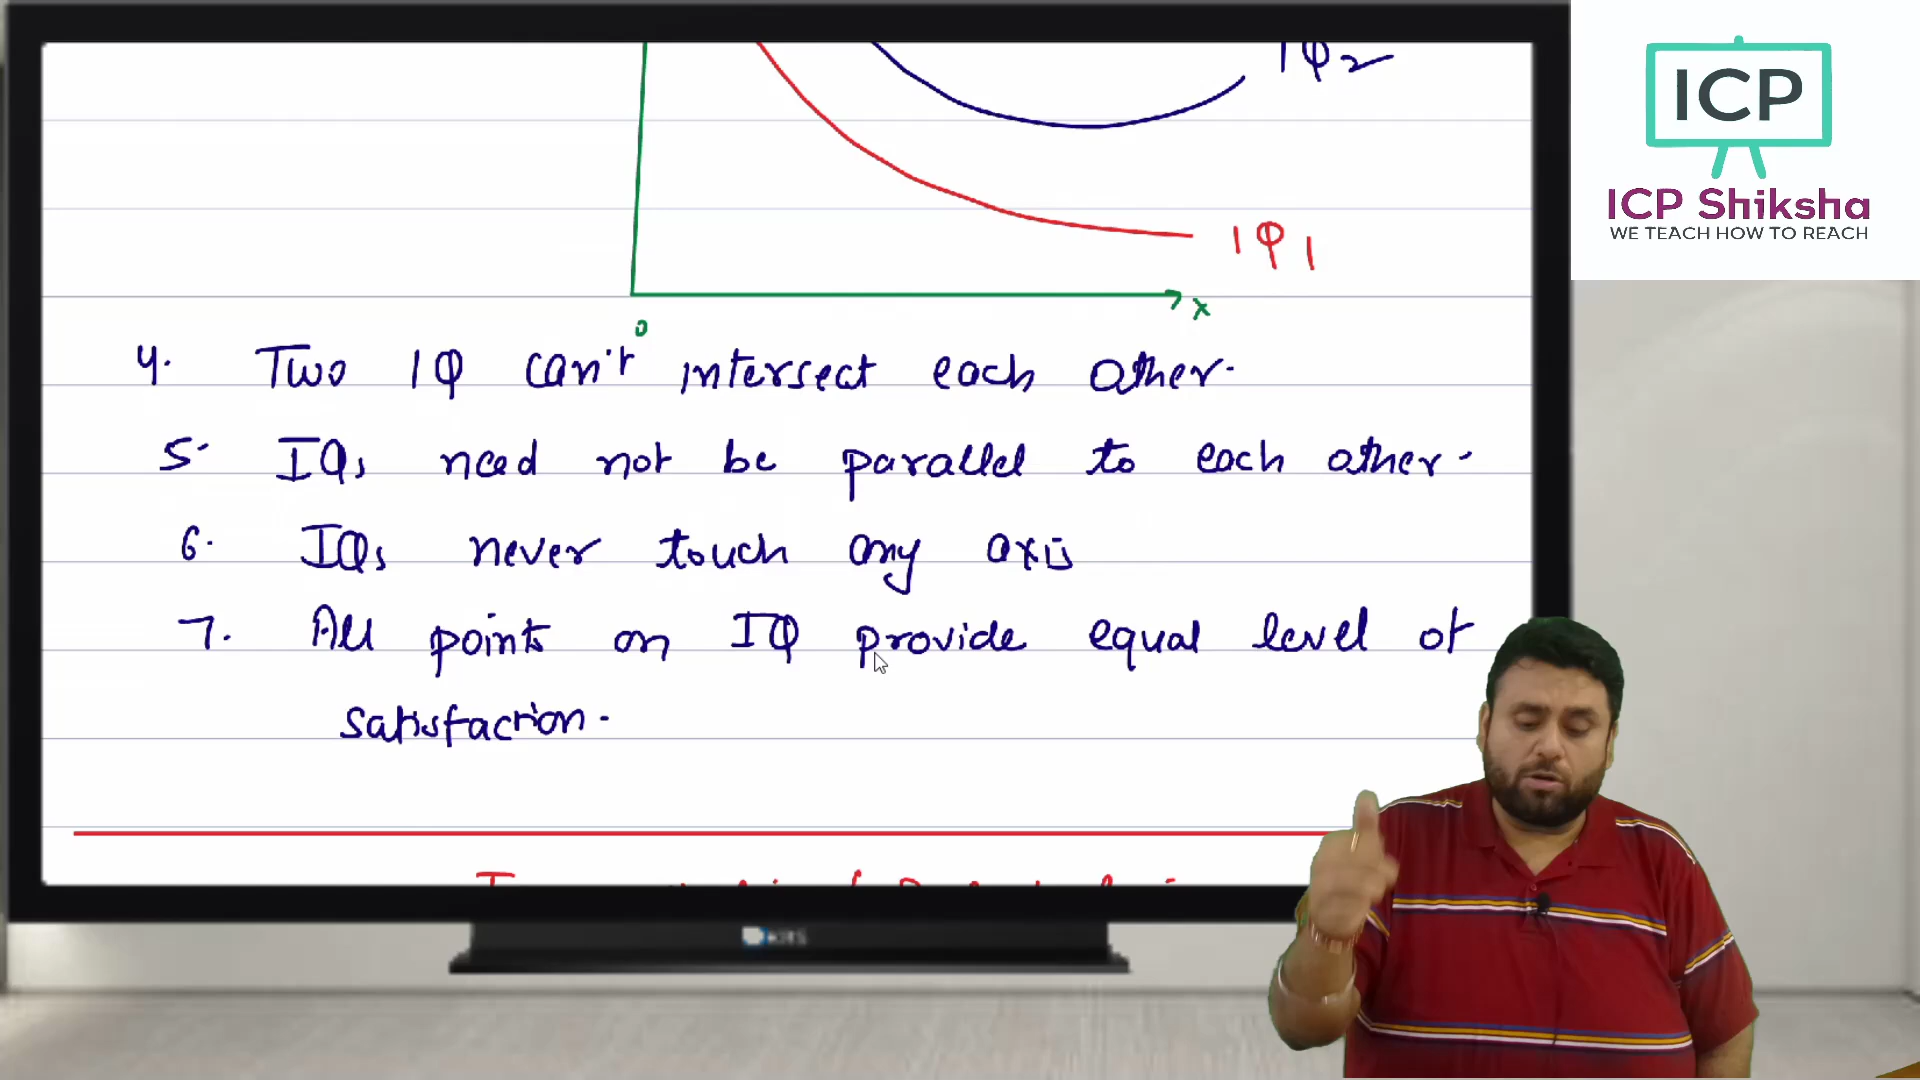 IQ2
IQ1
x
0
4. Two IQ can't intersect each other.
5. IQs need not be parallel to each other.
6. IQs never touch any axis
7. All points on IQ provide equal level of
satisfaction.
ICP
ICP Shiksha
WE TEACH HOW TO REACH